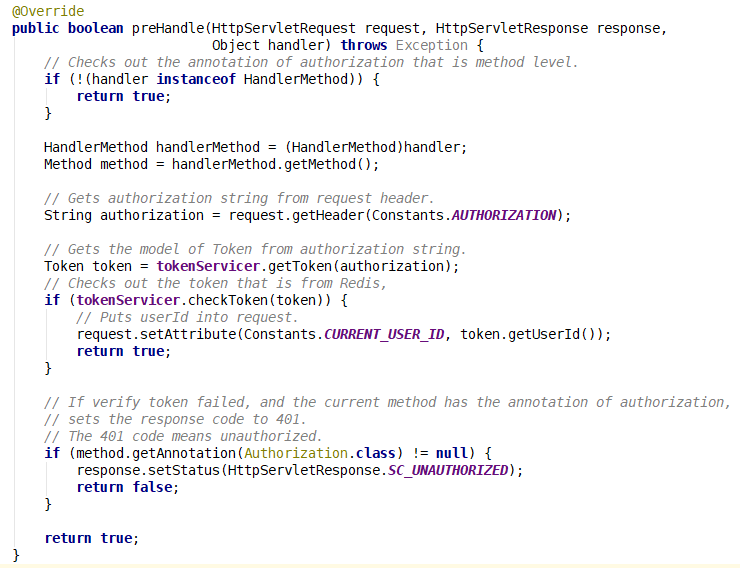 @Override
public boolean preHandle(HttpServletRequest request, HttpServletResponse response,
                         Object handler) throws Exception {
    // Checks out the annotation of authorization that is method level.
    if (!(handler instanceof HandlerMethod)) {
        return true;
    }

    HandlerMethod handlerMethod = (HandlerMethod)handler;
    Method method = handlerMethod.getMethod();

    // Gets authorization string from request header.
    String authorization = request.getHeader(Constants.AUTHORIZATION);

    // Gets the model of Token from authorization string.
    Token token = tokenServicer.getToken(authorization);
    // Checks out the token that is from Redis,
    if (tokenServicer.checkToken(token)) {
        // Puts userId into request.
        request.setAttribute(Constants.CURRENT_USER_ID, token.getUserId());
        return true;
    }

    // If verify token failed, and the current method has the annotation of authorization,
    // sets the response code to 401.
    // The 401 code means unauthorized.
    if (method.getAnnotation(Authorization.class) != null) {
        response.setStatus(HttpServletResponse.SC_UNAUTHORIZED);
        return false;
    }

    return true;
}